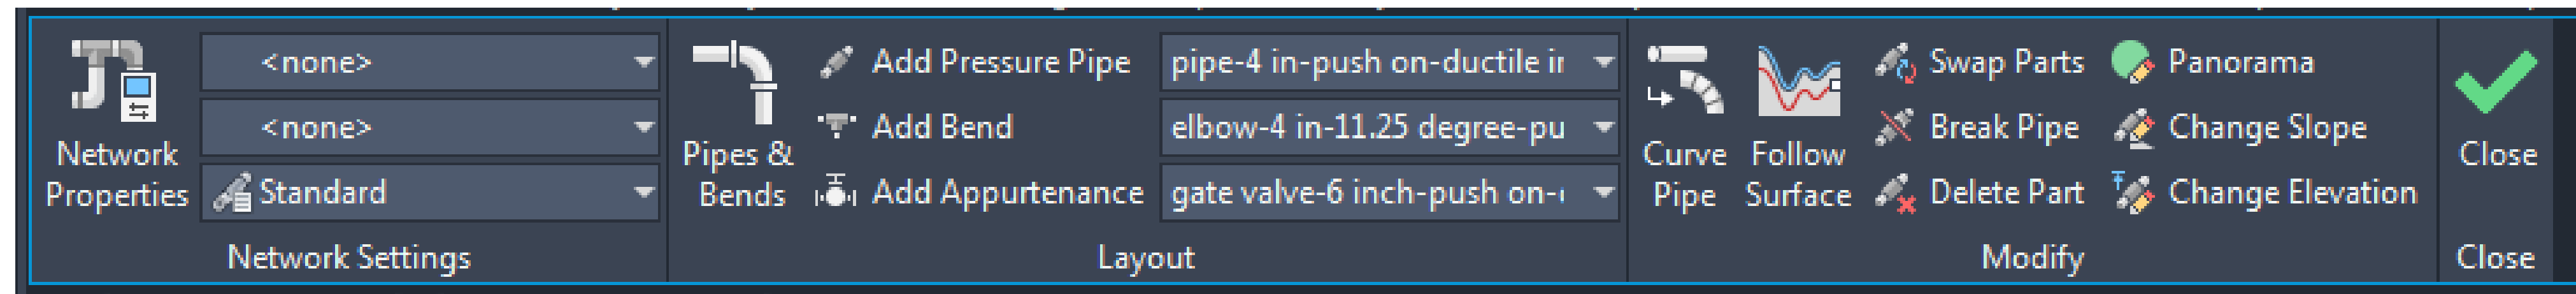 Network Properties
<none>
<none>
Standard
Network Settings
Pipes & Bends
Add Pressure Pipe
pipe-4 in-push on-ductile ir
Add Bend
elbow-4 in-11.25 degree-pu
Add Appurtenance
gate valve-6 inch-push on-
Layout
Curve Pipe
Follow Surface
Swap Parts
Break Pipe
Delete Part
Panorama
Change Slope
Change Elevation
Modify
Close
Close